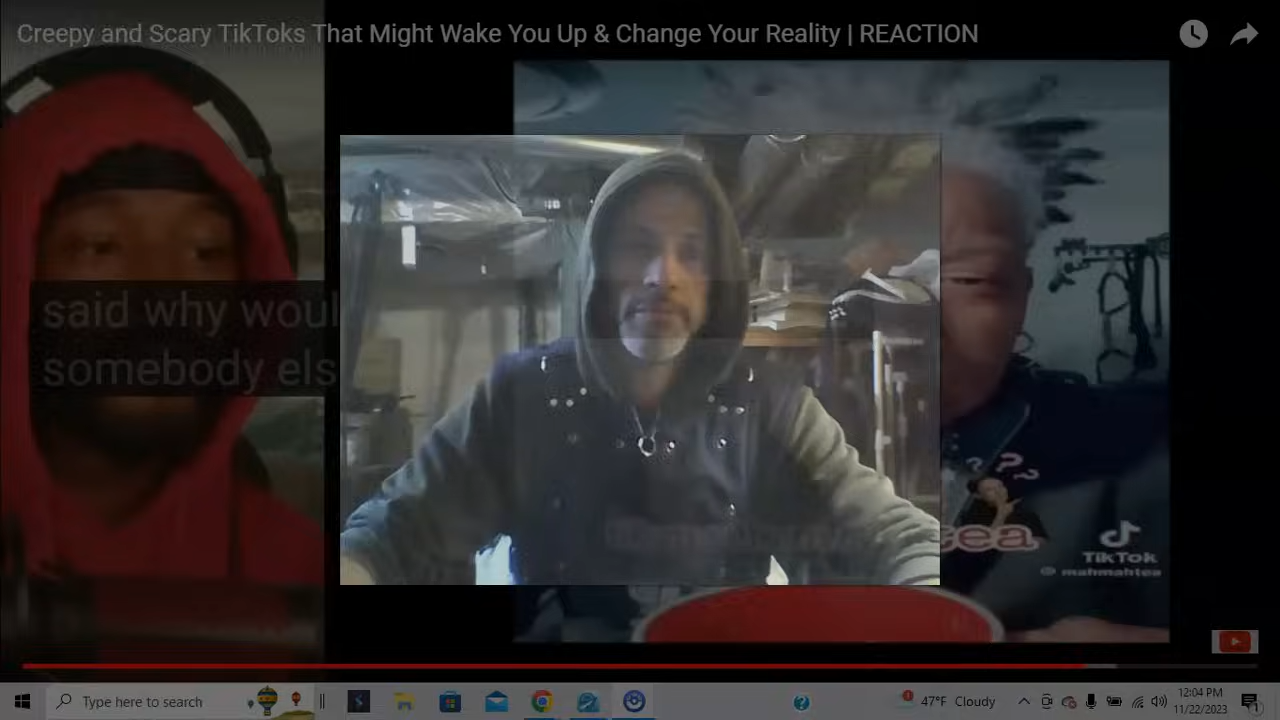 Creepy and Scary TikToks That Might Wake You Up & Change Your Reality | REACTION
said why woul
somebody els
???
ea
TikTok
mahmahtea
Type here to search
47°F Cloudy
12:04 PM
11/22/2023